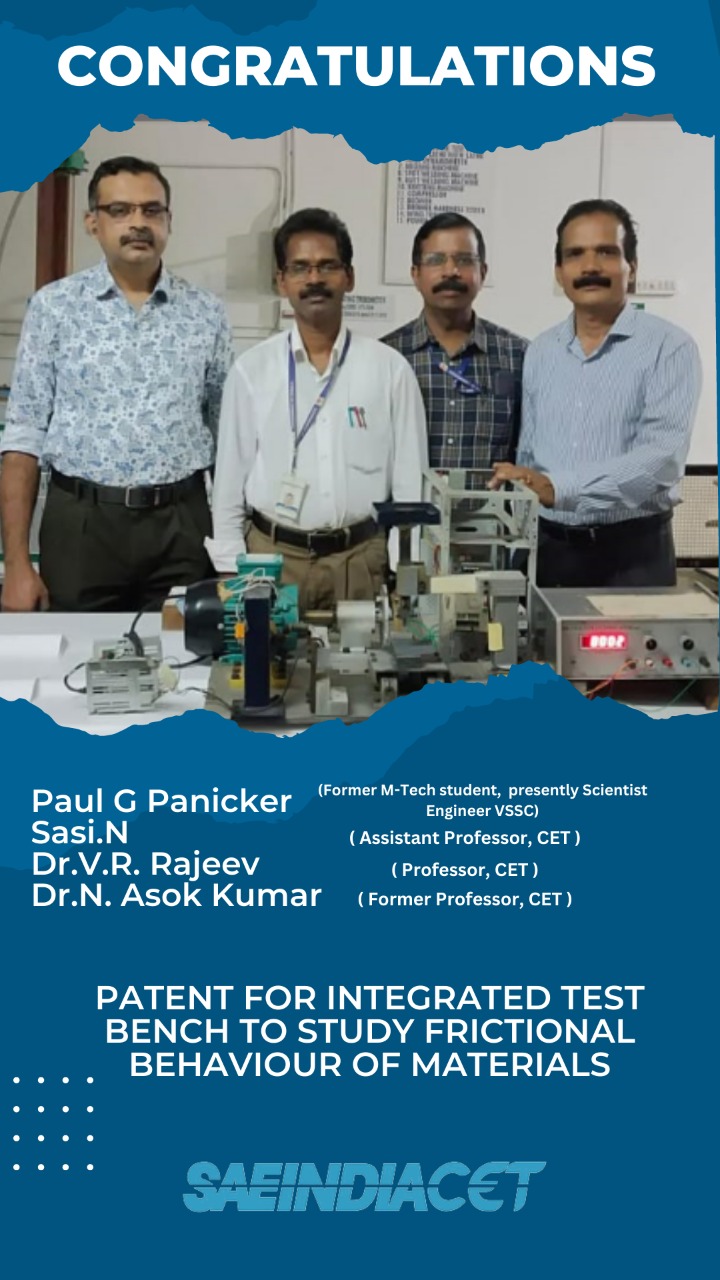 CONGRATULATIONS
Paul G Panicker (Former M-Tech student, presently Scientist
Engineer VSSC)
Sasi.N ( Assistant Professor, CET )
Dr.V.R. Rajeev ( Professor, CET )
Dr.N. Asok Kumar ( Former Professor, CET )
PATENT FOR INTEGRATED TEST
BENCH TO STUDY FRICTIONAL
BEHAVIOUR OF MATERIALS
SAEINDIACET